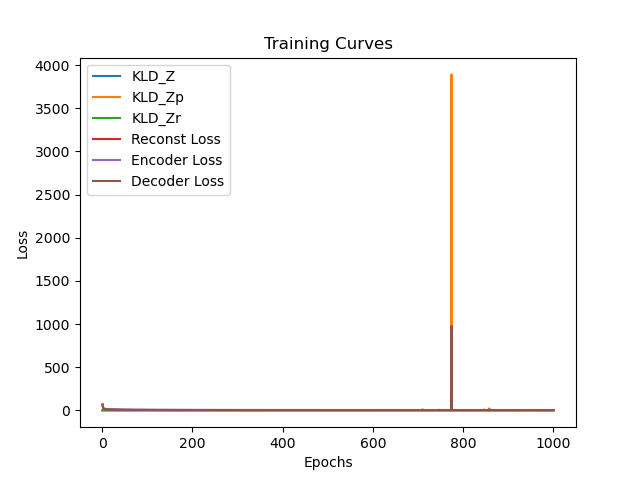 Training Curves
KLD_Z
KLD_Zp
KLD_Zr
Reconst Loss
Encoder Loss
Decoder Loss
4000
3500
3000
2500
2000
1500
1000
500
0
Loss
0 200 400 600 800 1000
Epochs